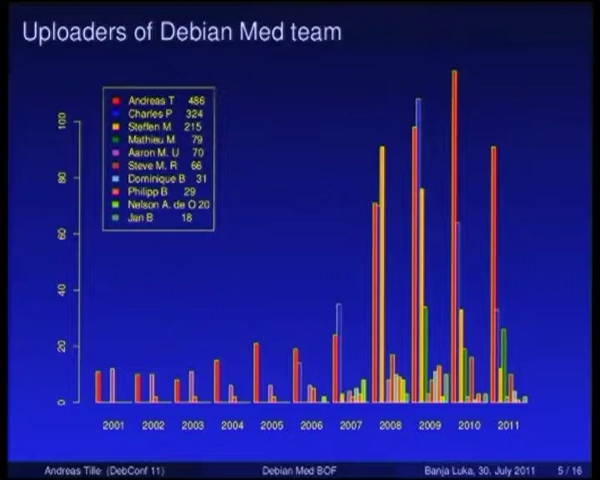 Uploaders of Debian Med team
Andreas T 486
Charles P 324
Steffen M 215
Mathieu M 79
Aaron M. U 70
Steve M. R 66
Dominique B 31
Philipp B 29
Nelson A. de O 20
Jan B 18
100
80
60
40
20
0
2001 2002 2003 2004 2005 2006 2007 2008 2009 2010 2011
Andreas Tille (DebConf 11) Debian Med BOF Banja Luka, 30. July 2011 5 / 16